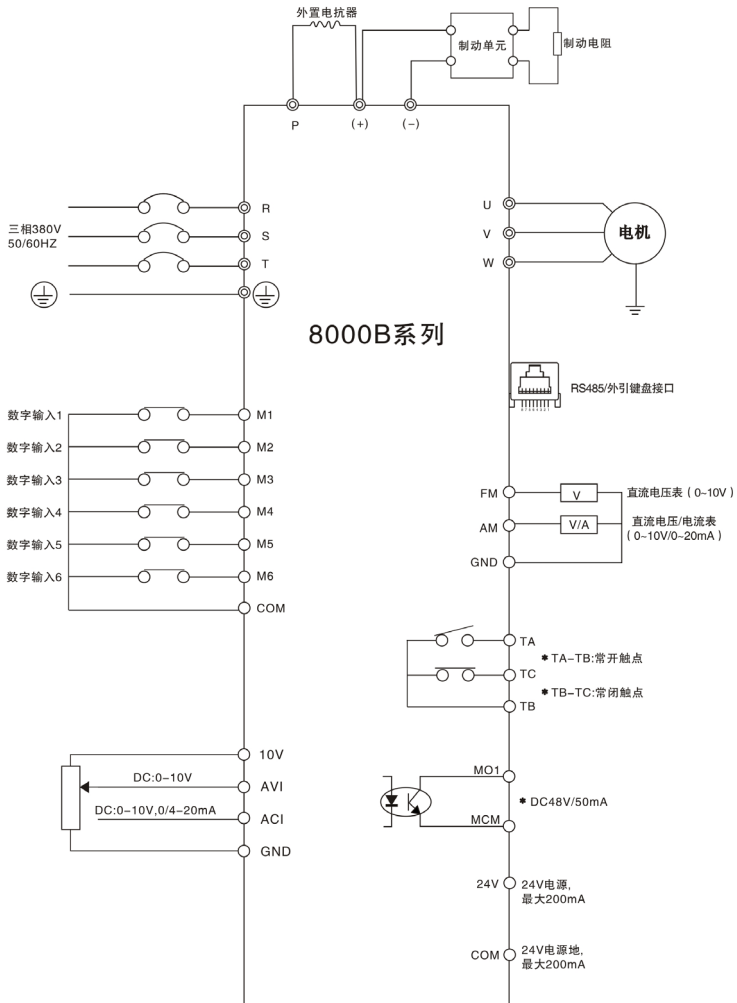 外置电抗器
制动单元
制动电阻
P
(+)
(-)
三相380V
50/60HZ
R
S
T
U
V
W
电机
8000B系列
RS485/外引键盘接口
数字输入1
M1
数字输入2
M2
数字输入3
M3
数字输入4
M4
数字输入5
M5
数字输入6
M6
COM
FM
V
直流电压表（0~10V）
AM
V/A
直流电压/电流表
（0~10V/0~20mA）
GND
TA
* TA-TB:常开触点
TC
* TB-TC:常闭触点
TB
10V
DC:0-10V
AVI
DC:0-10V,0/4-20mA
ACI
GND
MO1
* DC48V/50mA
MCM
24V
24V电源,
最大200mA
COM
24V电源地,
最大200mA